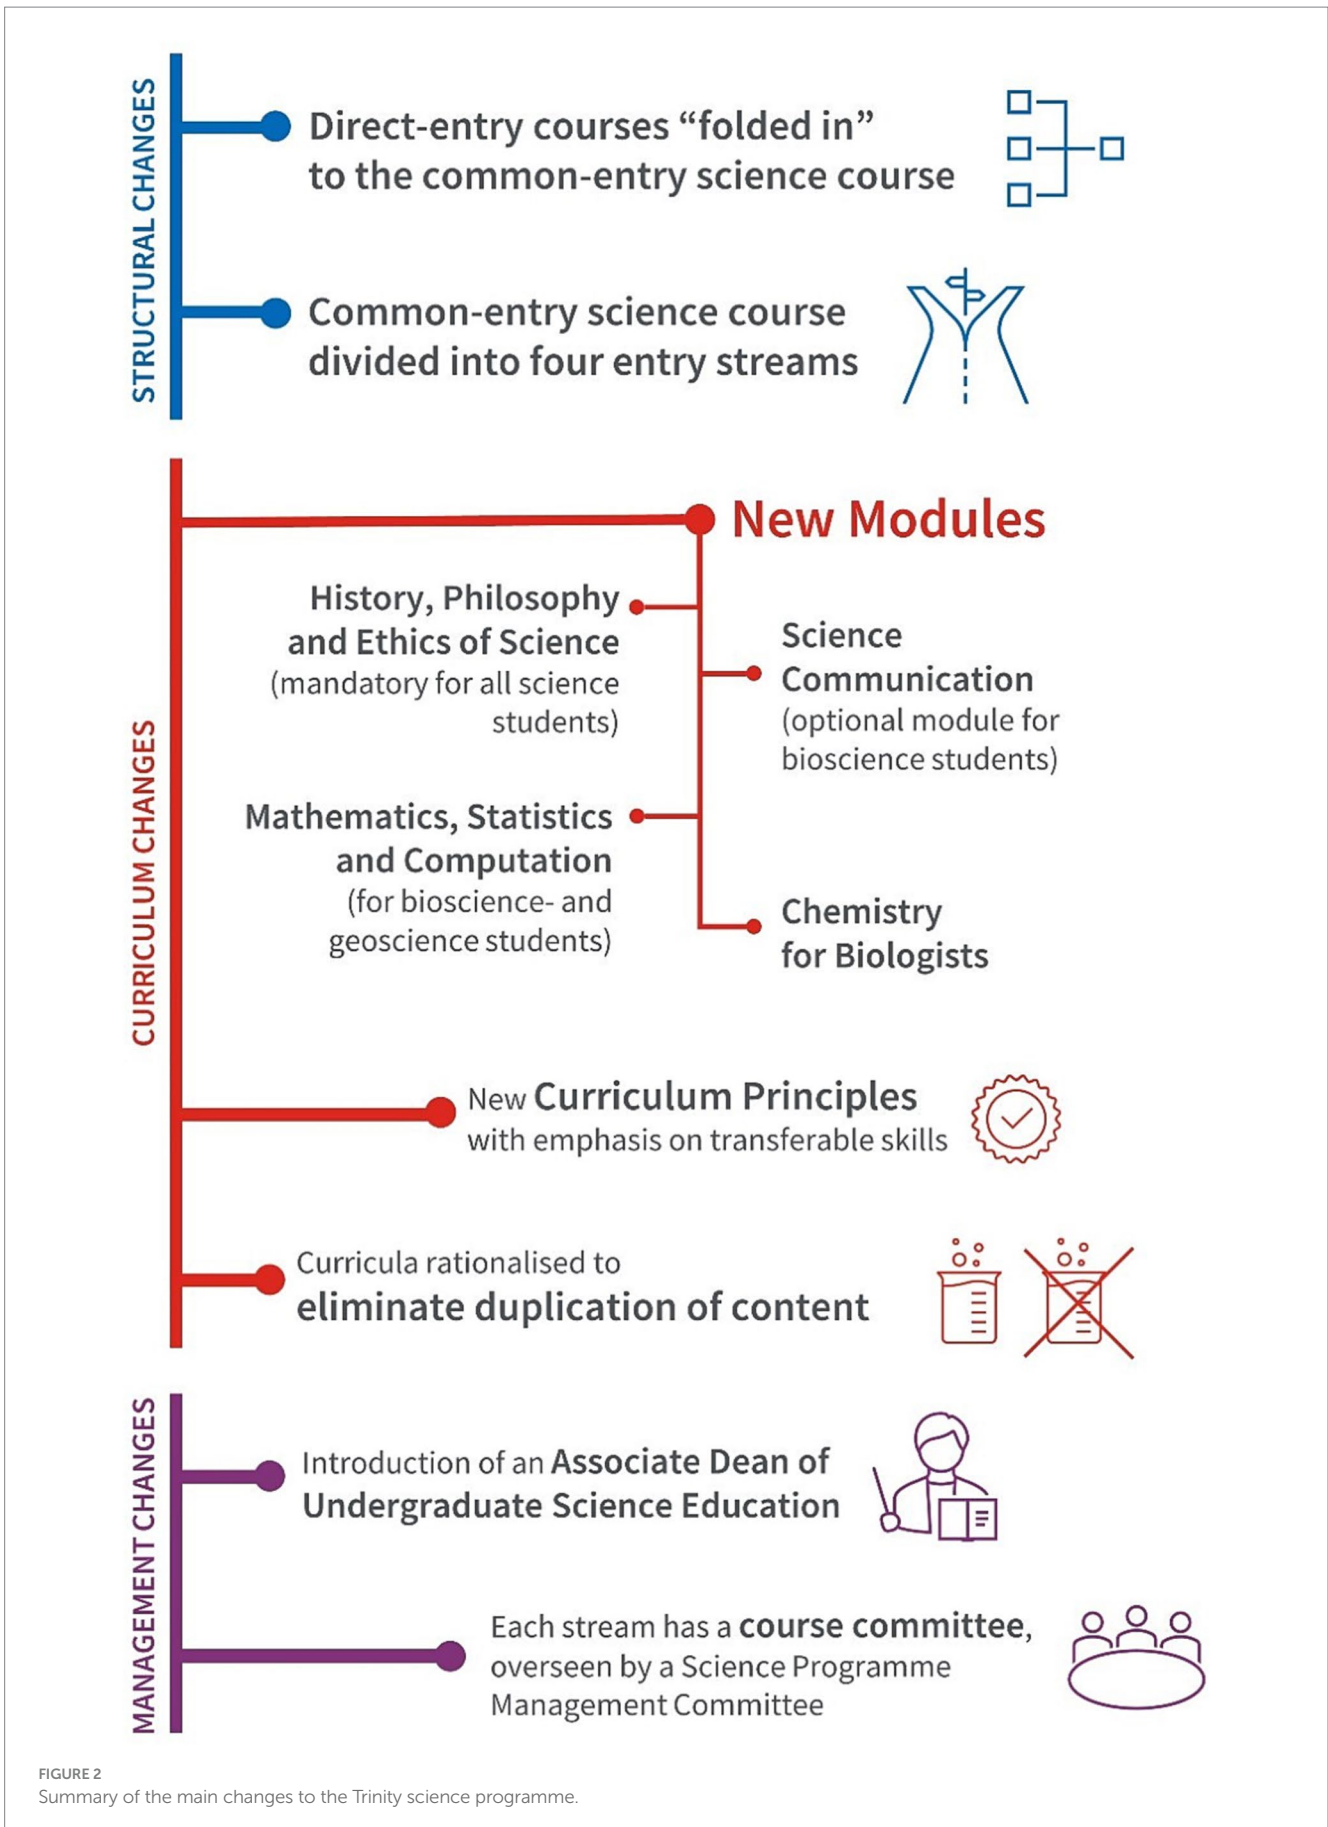 STRUCTURAL CHANGES
Direct-entry courses “folded in”
to the common-entry science course
Common-entry science course
divided into four entry streams
CURRICULUM CHANGES
New Modules
History, Philosophy
and Ethics of Science
(mandatory for all science
students)
Science
Communication
(optional module for
bioscience students)
Mathematics, Statistics
and Computation
(for bioscience- and
geoscience students)
Chemistry
for Biologists
New Curriculum Principles
with emphasis on transferable skills
Curricula rationalised to
eliminate duplication of content
MANAGEMENT CHANGES
Introduction of an Associate Dean of
Undergraduate Science Education
Each stream has a course committee,
overseen by a Science Programme
Management Committee
FIGURE 2
Summary of the main changes to the Trinity science programme.